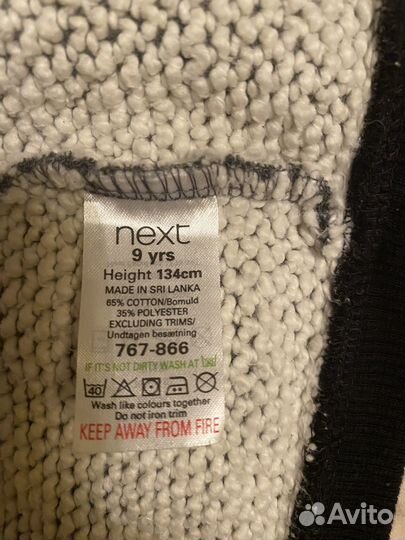 next
9 yrs
Height 134cm
MADE IN SRI LANKA
65% COTTON/Bomuld
35% POLYESTER
EXCLUDING TRIMS/
Undtagen besætning
767-866
IF IT'S NOT DIRTY WASH AT 30
40
Wash like colours together
Do not iron trim
KEEP AWAY FROM FIRE
Avito